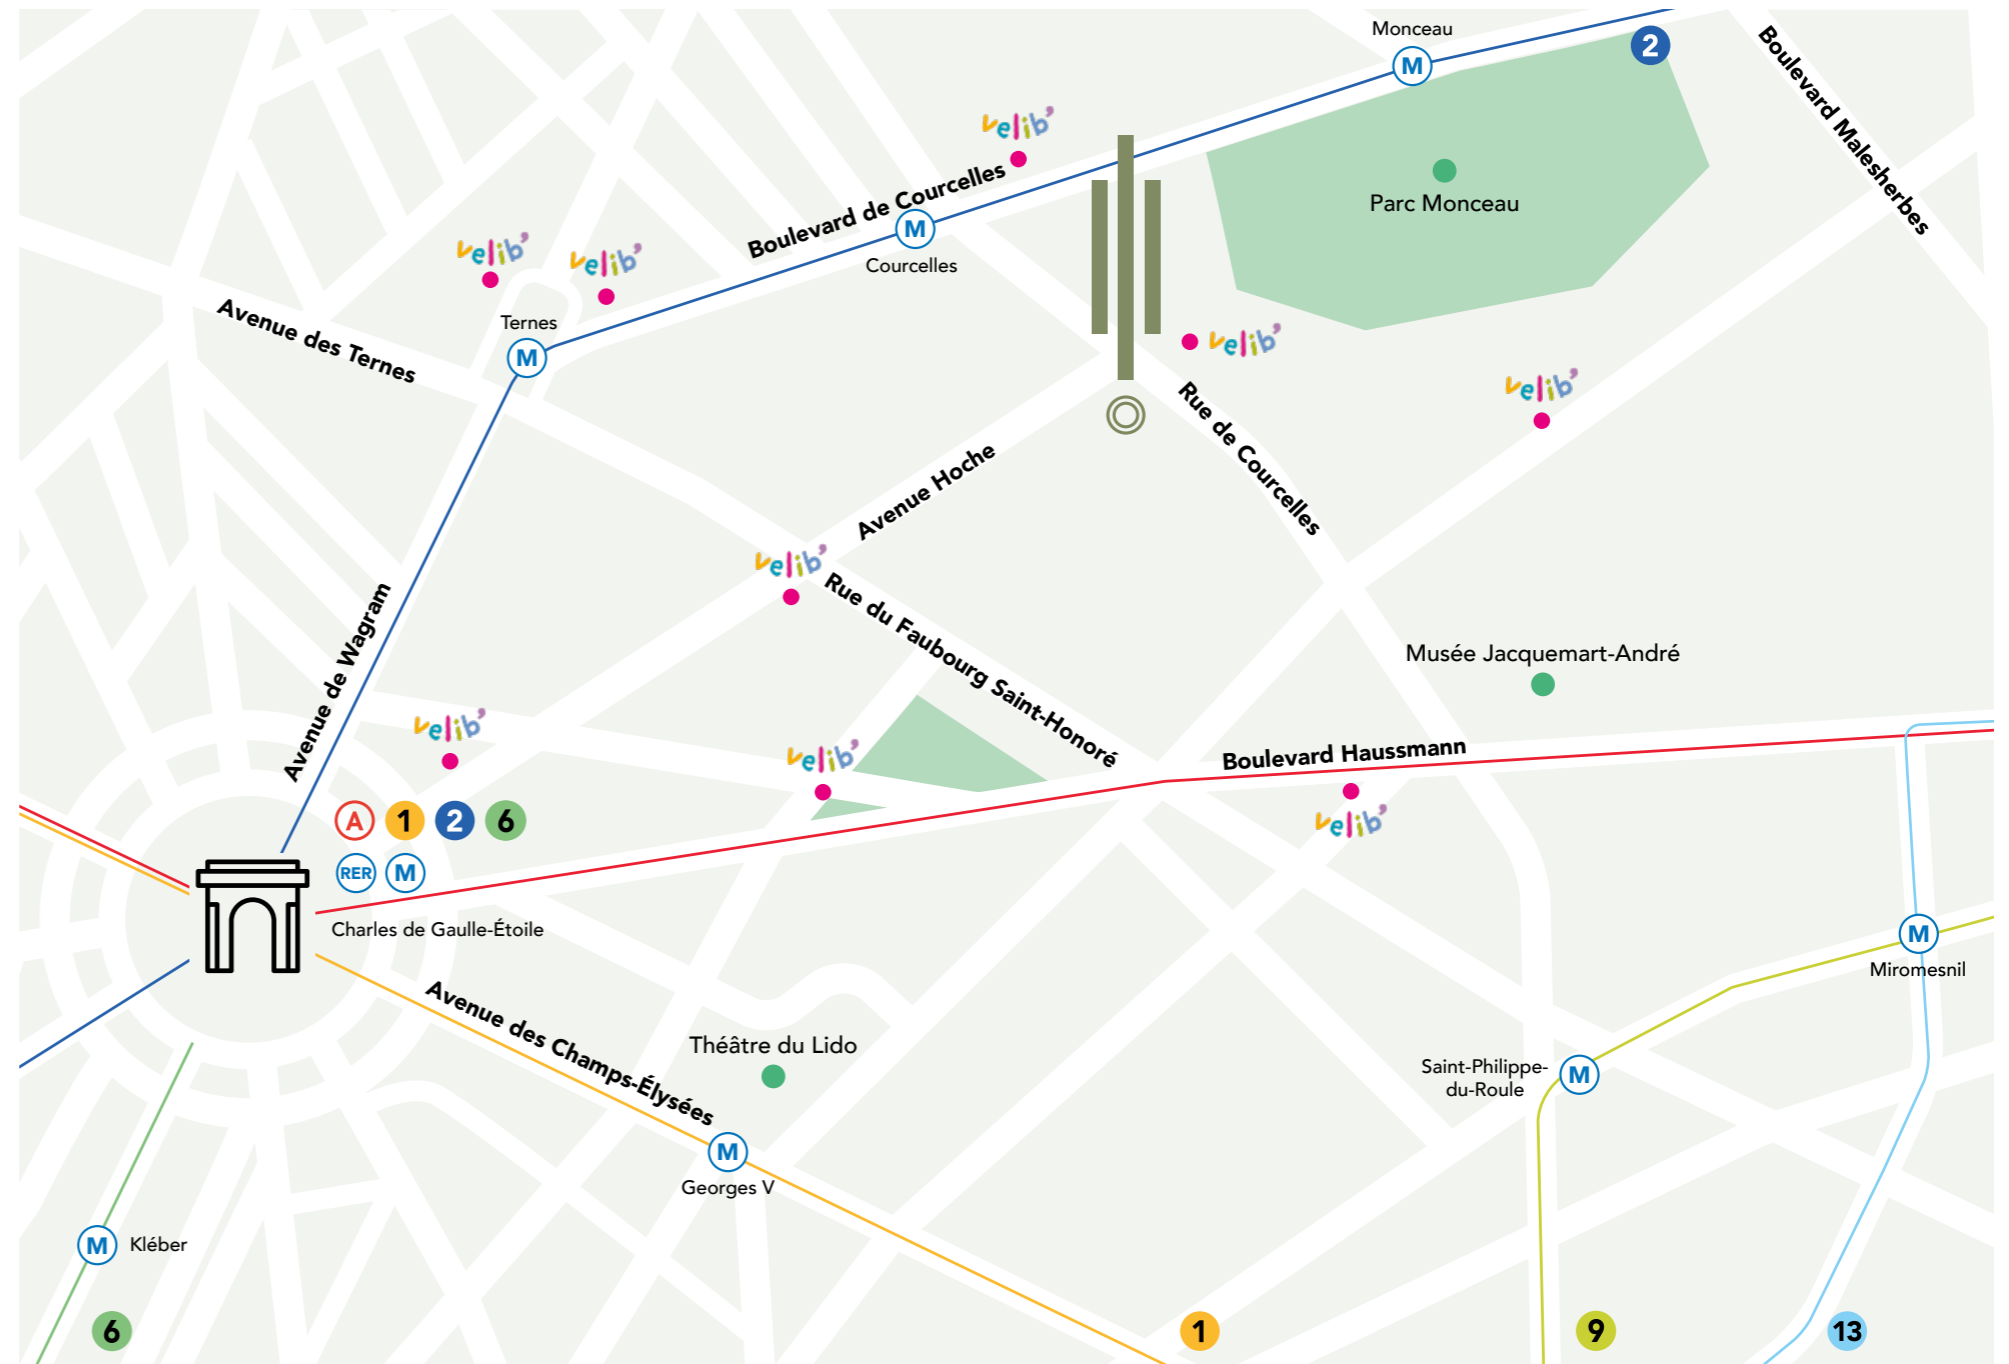 Monceau
M
2
Boulevard Malesherbes
velib'
Boulevard de Courcelles
M
Courcelles
Parc Monceau
velib'
velib'
Avenue des Ternes
Ternes
M
velib'
velib'
Rue de Courcelles
Avenue Hoche
velib'
Rue du Faubourg Saint-Honoré
Avenue de Wagram
Musée Jacquemart-André
velib'
velib'
Boulevard Haussmann
velib'
A 1 2 6
RER M
Charles de Gaulle-Étoile
M
Miromesnil
Avenue des Champs-Élysées
Théâtre du Lido
Saint-Philippe-
du-Roule
M
M
Georges V
M Kléber
6
1
9
13